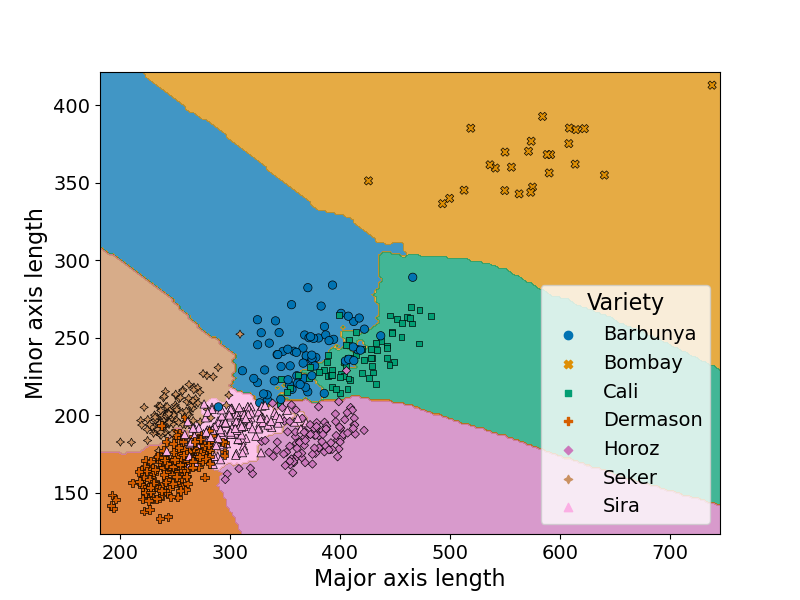 400
350
300
250
200
150
Minor axis length
200
300
400
500
600
700
Major axis length
Variety
Barbunya
Bombay
Cali
Dermason
Horoz
Seker
Sira